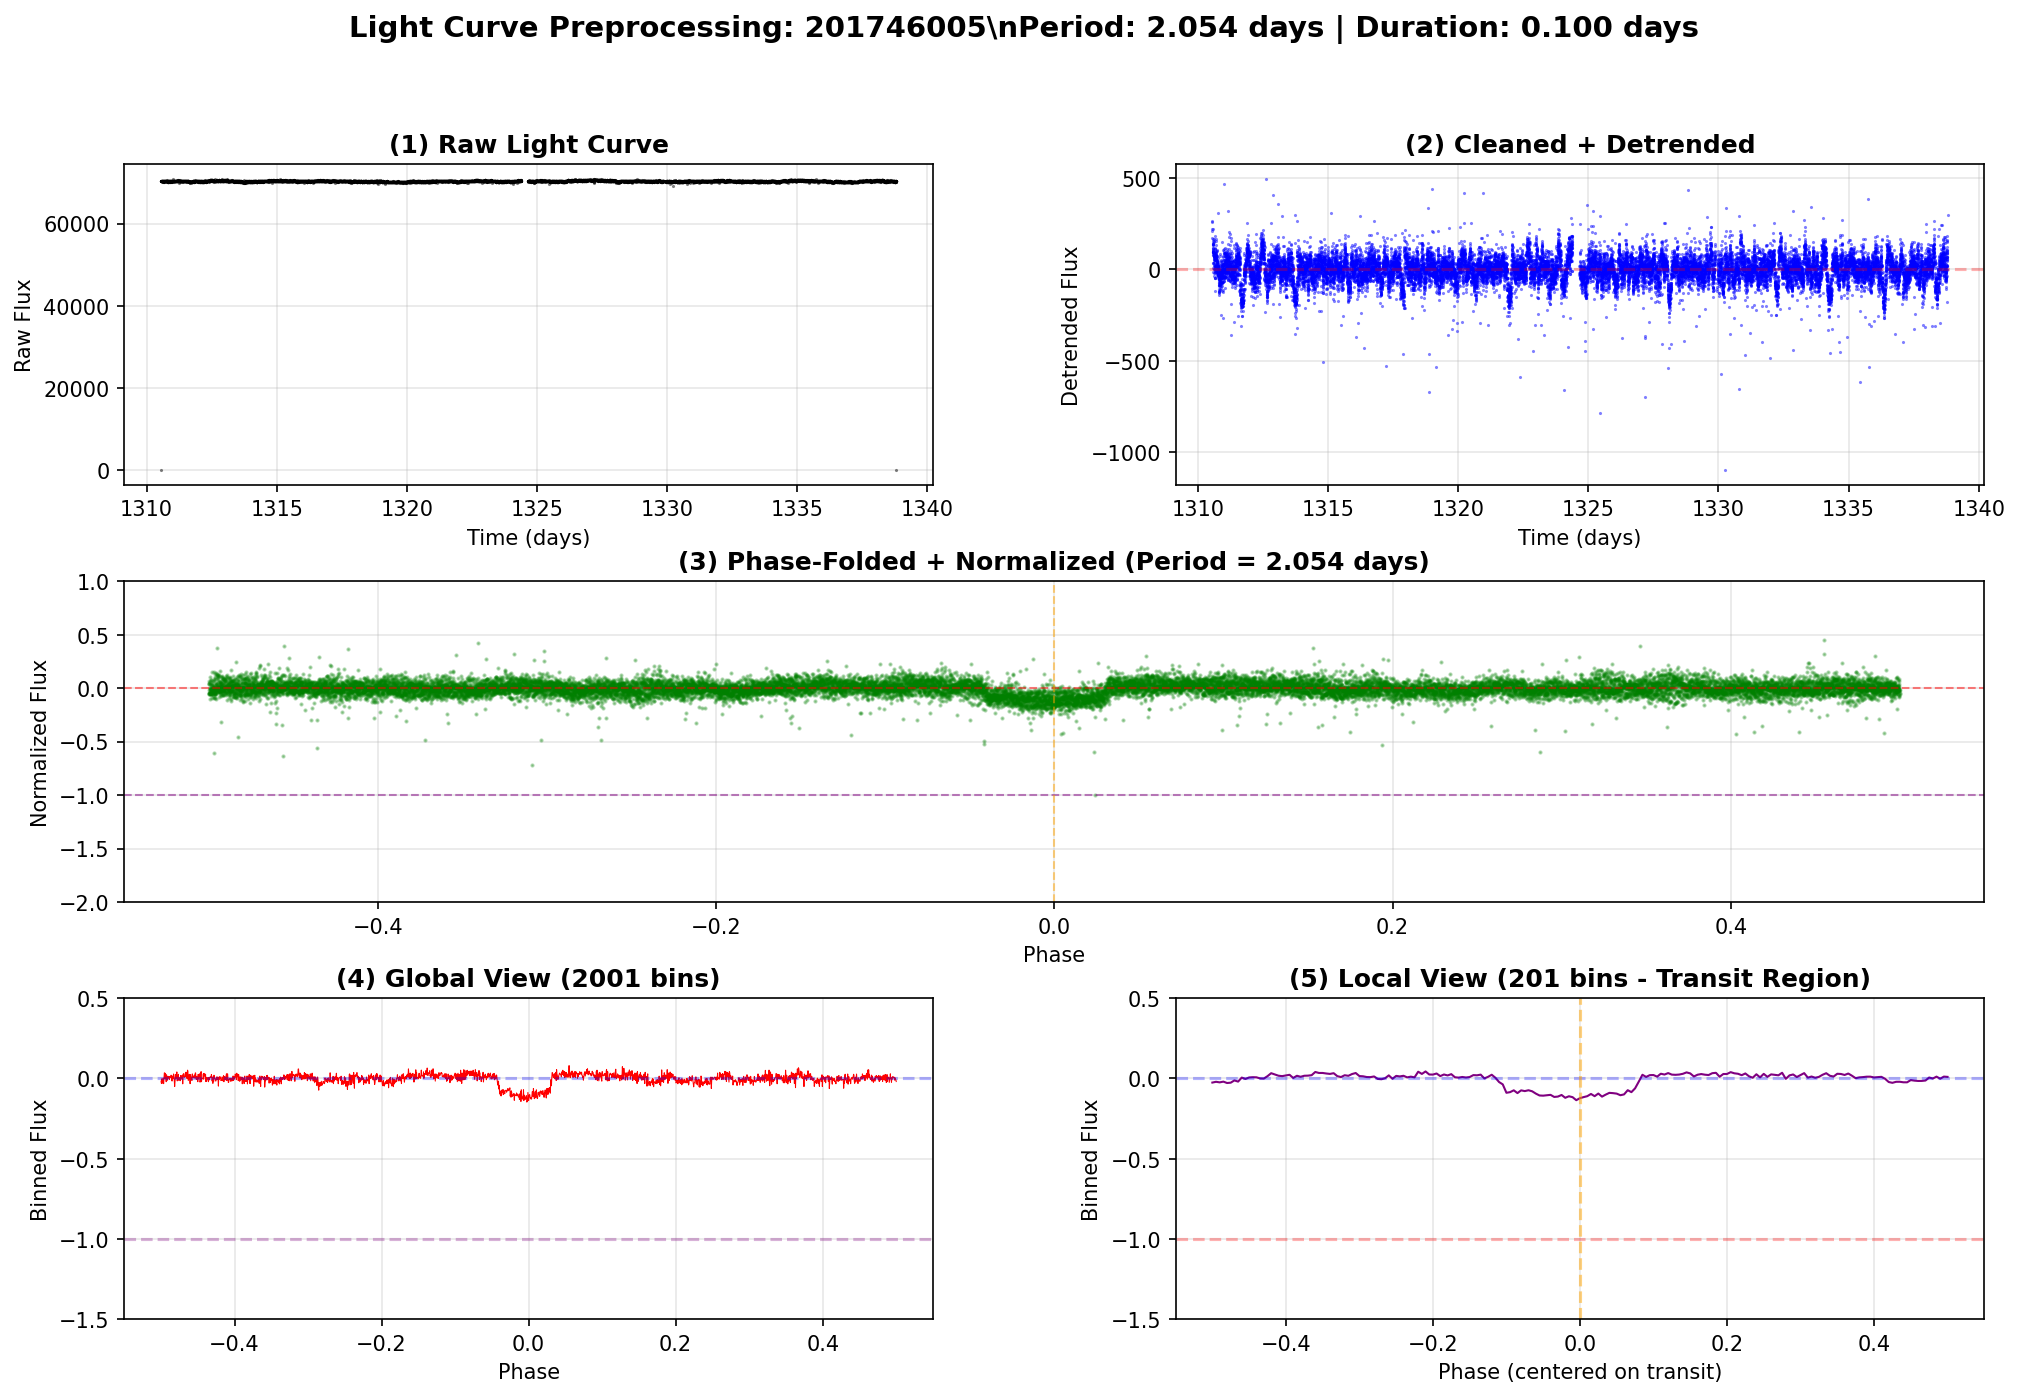 Light Curve Preprocessing: 201746005\nPeriod: 2.054 days | Duration: 0.100 days
(1) Raw Light Curve
Raw Flux
60000
40000
20000
0
1310 1315 1320 1325 1330 1335 1340
Time (days)
(2) Cleaned + Detrended
Detrended Flux
500
0
−500
−1000
1310 1315 1320 1325 1330 1335 1340
Time (days)
(3) Phase-Folded + Normalized (Period = 2.054 days)
Normalized Flux
1.0
0.5
0.0
−0.5
−1.0
−1.5
−2.0
−0.4 −0.2 0.0 0.2 0.4
Phase
(4) Global View (2001 bins)
Binned Flux
0.5
0.0
−0.5
−1.0
−1.5
−0.4 −0.2 0.0 0.2 0.4
Phase
(5) Local View (201 bins - Transit Region)
Binned Flux
0.5
0.0
−0.5
−1.0
−1.5
−0.4 −0.2 0.0 0.2 0.4
Phase (centered on transit)